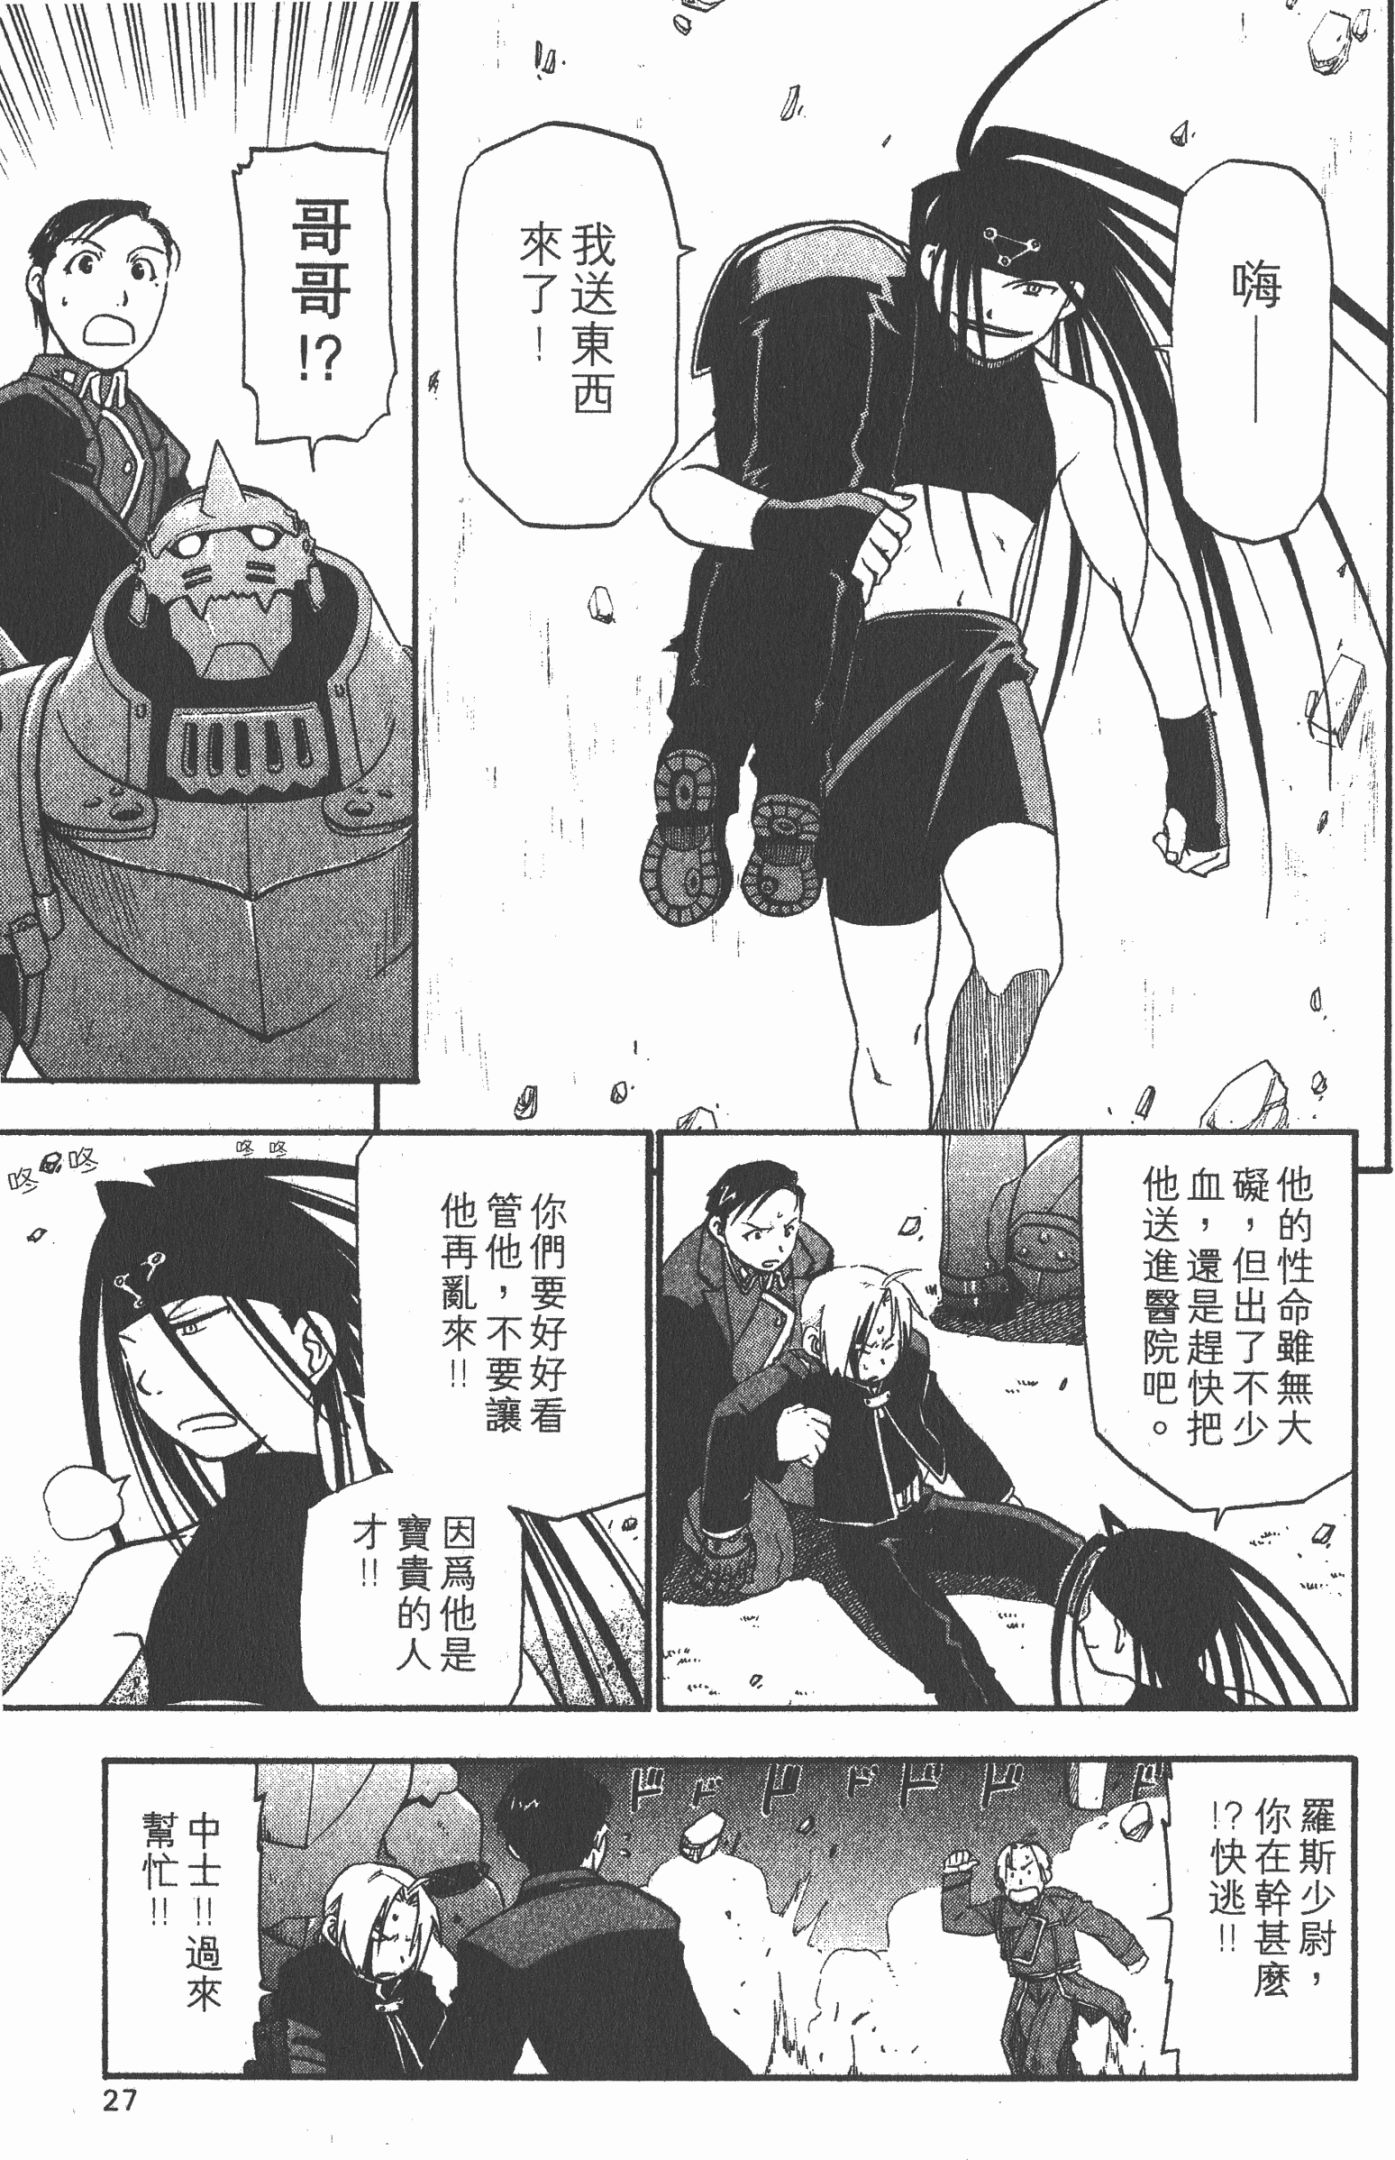 嗨——
我送東西
來了！
哥哥!?
他的性命雖無大
礙，但出了不少
血，還是趕快把
他送進醫院吧。
你們要好好看
管他，不要讓
他再亂來!!
因爲他是
寶貴的人
才!!
咚咚
咚咚
羅斯少尉，
你在幹甚麼
!?快逃!!
ドドドドドド
中士!!過來
幫忙!!
27